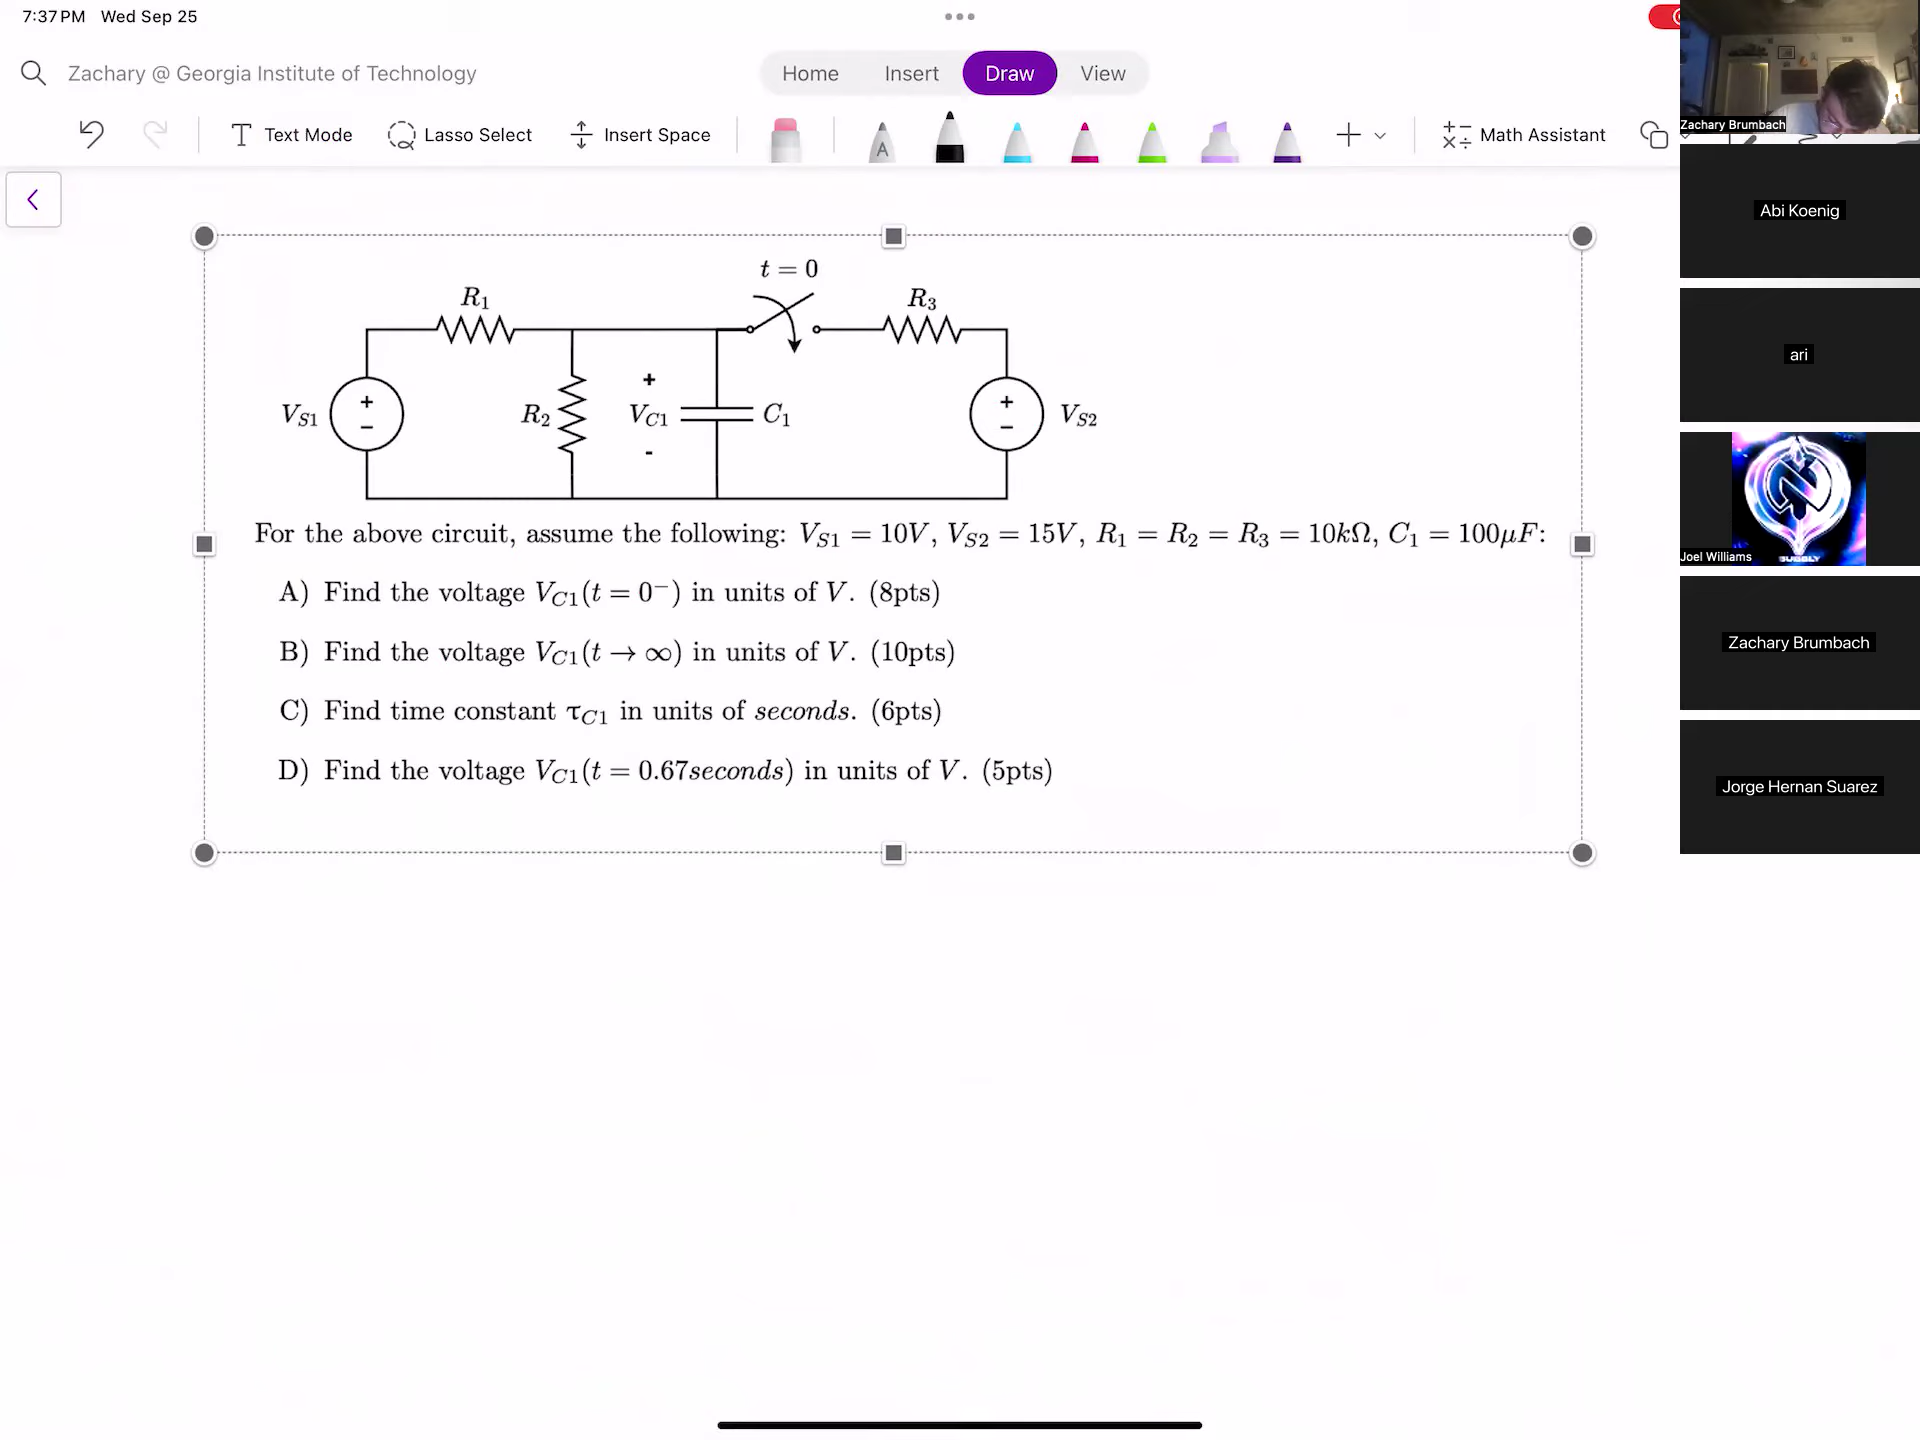 7:37 PM Wed Sep 25
Zachary @ Georgia Institute of Technology
Home Insert Draw View
Text Mode Lasso Select Insert Space A Math Assistant
Zachary Brumbach
Abi Koenig
ari
Joel Williams
BUBBLY
Zachary Brumbach
Jorge Hernan Suarez
t = 0
R1 R3
VS1 + − R2 + VC1 - C1 + − VS2
For the above circuit, assume the following: VS1 = 10V, VS2 = 15V, R1 = R2 = R3 = 10kΩ, C1 = 100μF:
A) Find the voltage VC1(t = 0⁻) in units of V. (8pts)
B) Find the voltage VC1(t → ∞) in units of V. (10pts)
C) Find time constant τC1 in units of seconds. (6pts)
D) Find the voltage VC1(t = 0.67seconds) in units of V. (5pts)